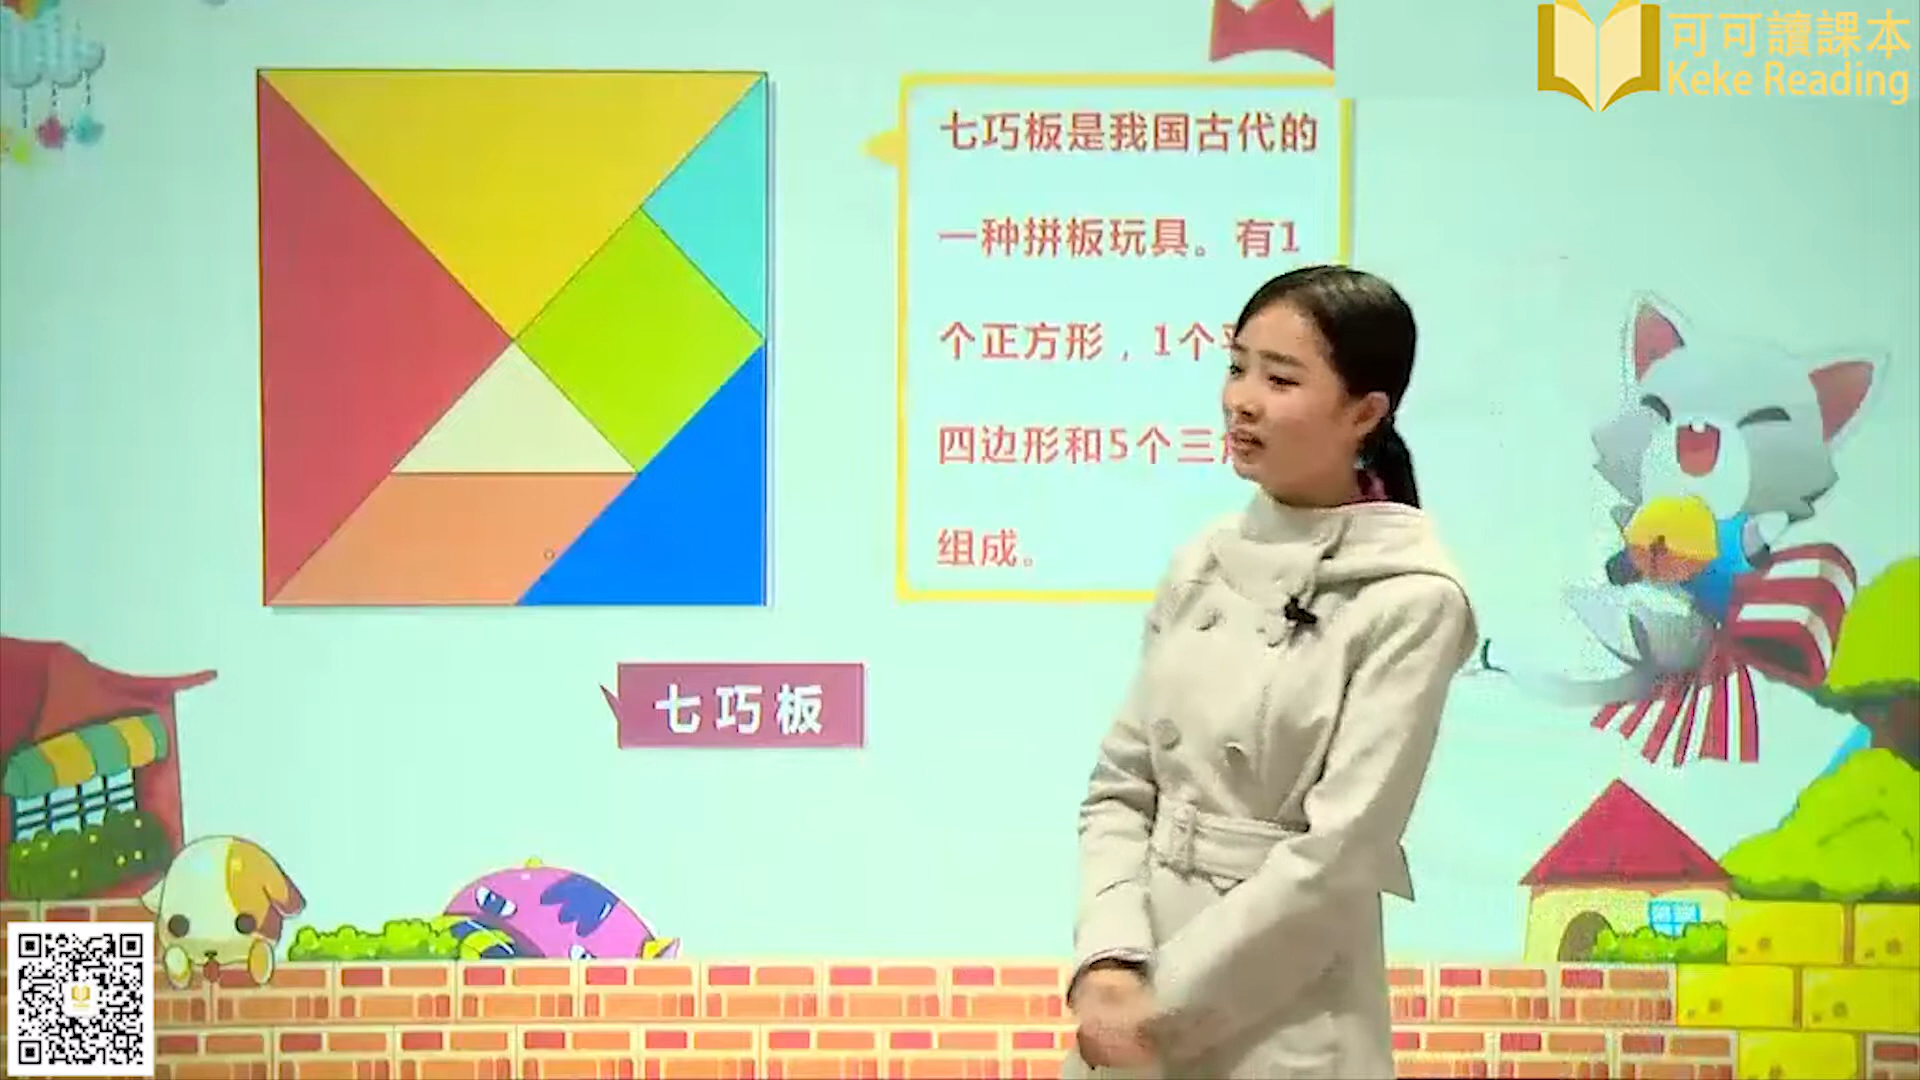 可可讀課本
Keke Reading
七巧板是我国古代的
一种拼板玩具。有1
个正方形，1个
四边形和5个三
组成。
七巧板